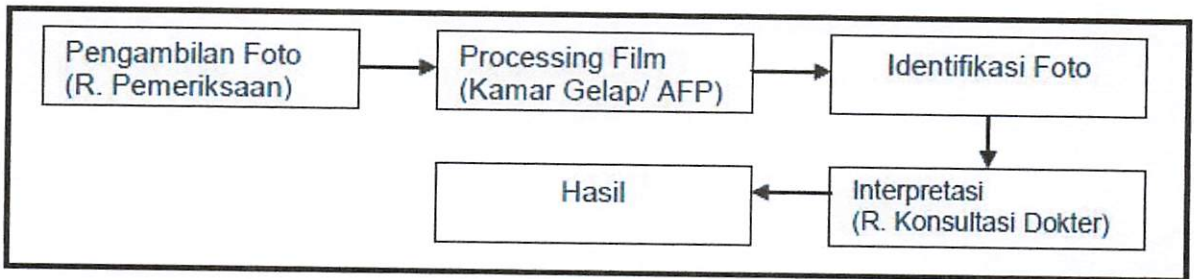 Pengambilan Foto
(R. Pemeriksaan)
Processing Film
(Kamar Gelap/ AFP)
Identifikasi Foto
Interpretasi
(R. Konsultasi Dokter)
Hasil